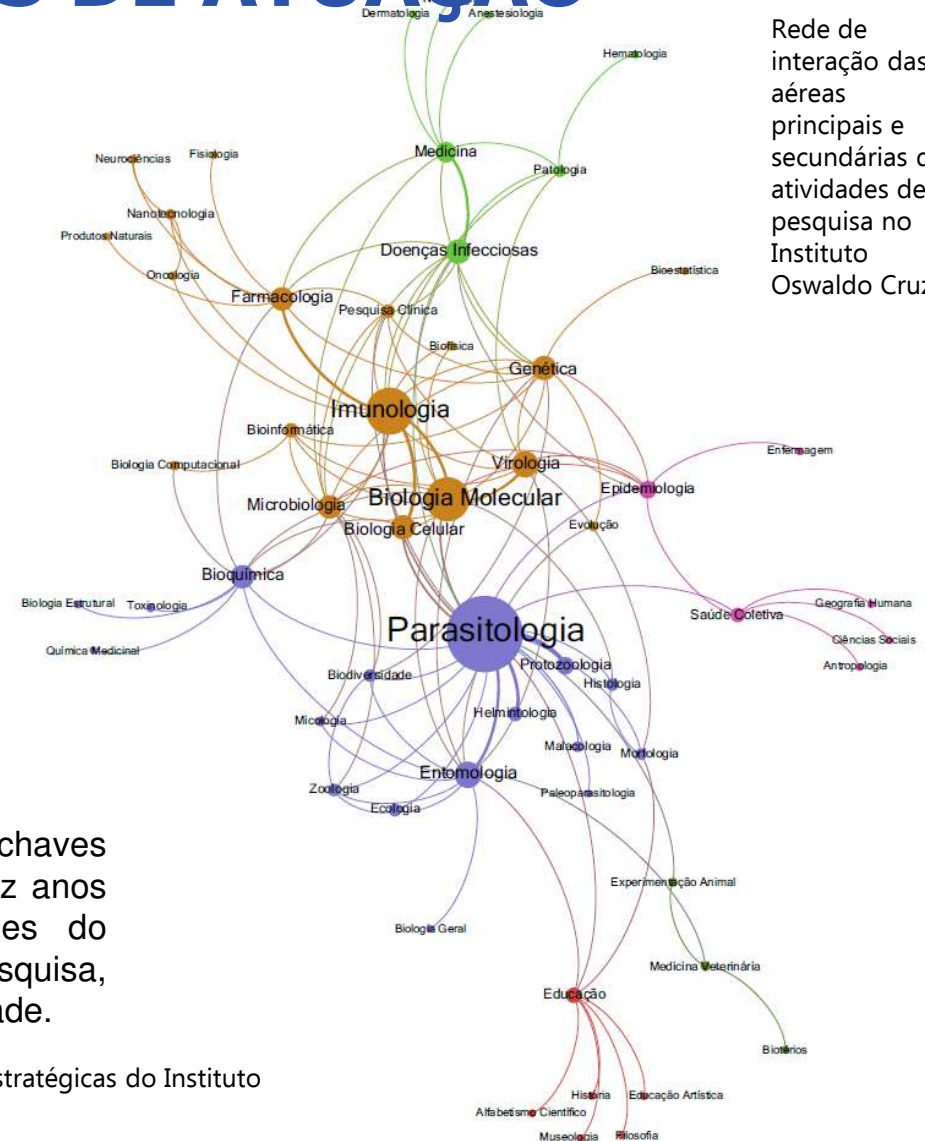 DE ATUAÇÃO
Dermatologia
Anestesiologia
Rede de
interação das
aéreas
principais e
secundárias
atividades de
pesquisa no
Instituto
Oswaldo Cruz
Hematologia
Medicina
Patologia
Neurociências
Fisiologia
Nanotecnologia
Produtos Naturais
Oncologia
Doenças Infecciosas
Bioestatística
Farmacologia
Pesquisa Clínica
Biofísica
Genética
Imunologia
Bioinformática
Biologia Computacional
Virologia
Enfermagem
Microbiologia
Biologia Molecular
Epidemiologia
Biologia Celular
Evolução
Bioquímica
Biologia Estrutural
Toxinologia
Química Medicinal
Saúde Coletiva
Geografia Humana
Ciências Sociais
Antropologia
Parasitologia
Protozoologia
Histologia
Biodiversidade
Micologia
Helmintologia
Malacologia
Morfologia
Entomologia
Zoologia
Ecologia
Paleoparasitologia
chaves
z anos
es do
squisa,
ade.
Experimentação Animal
Biologia Geral
Medicina Veterinária
Educação
Biotérios
stratégicas do Instituto
História
Educação Artística
Alfabetismo Científico
Museologia
Filosofia